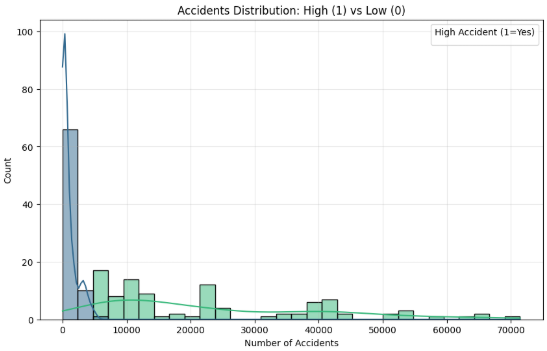 Accidents Distribution: High (1) vs Low (0)
High Accident (1=Yes)
100
80
60
40
20
0
Count
0 10000 20000 30000 40000 50000 60000 70000
Number of Accidents